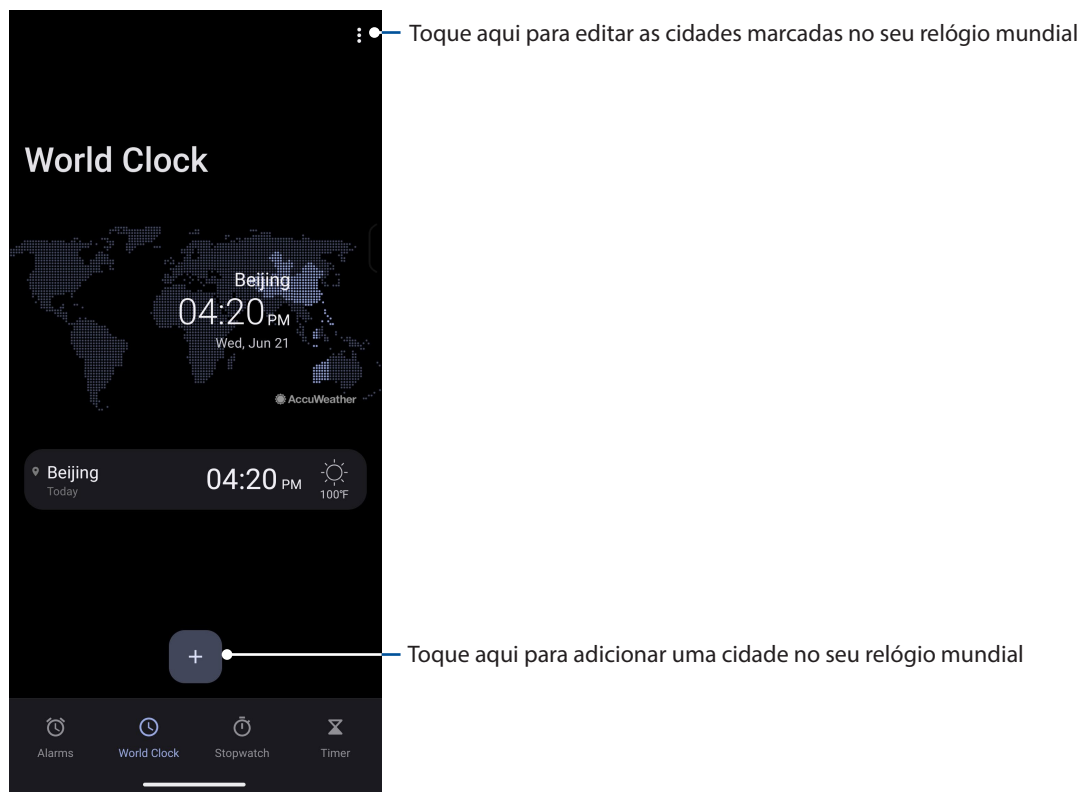 Toque aqui para editar as cidades marcadas no seu relógio mundial
World Clock
Beijing
04:20 PM
Wed, Jun 21
AccuWeather
Beijing
Today
04:20 PM
100°F
+
Toque aqui para adicionar uma cidade no seu relógio mundial
Alarms
World Clock
Stopwatch
Timer